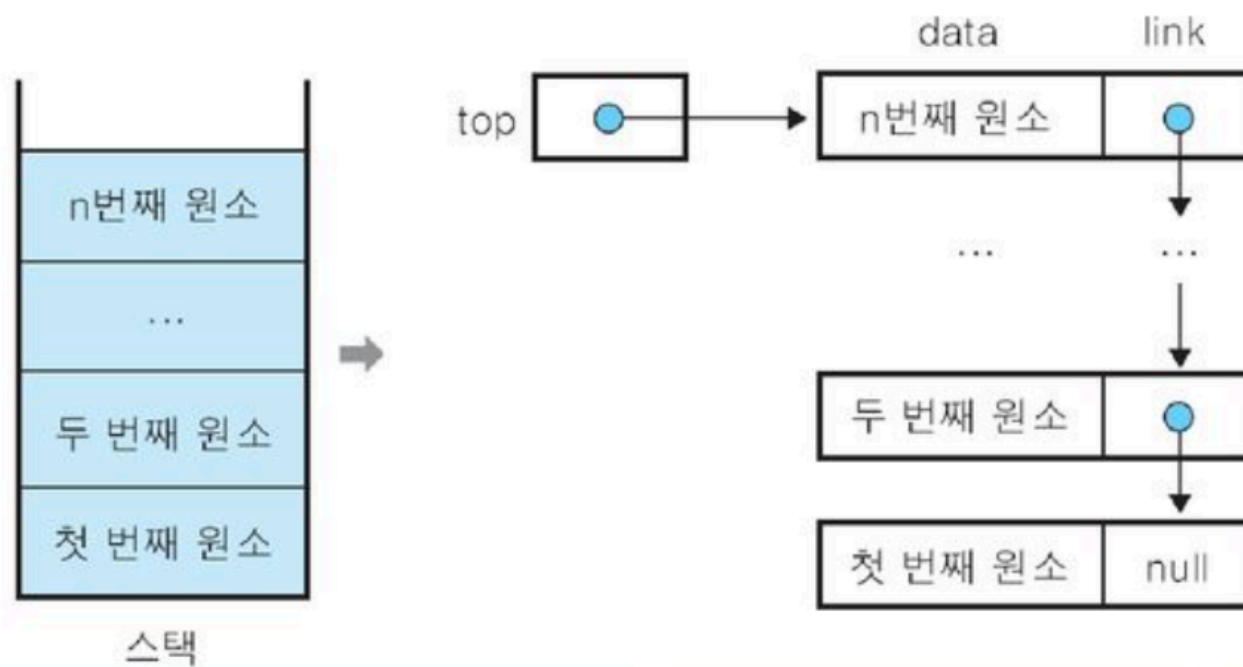 n번째 원소
...
두 번째 원소
첫 번째 원소
스택
data link
top
n번째 원소
... ...
두 번째 원소
첫 번째 원소 null